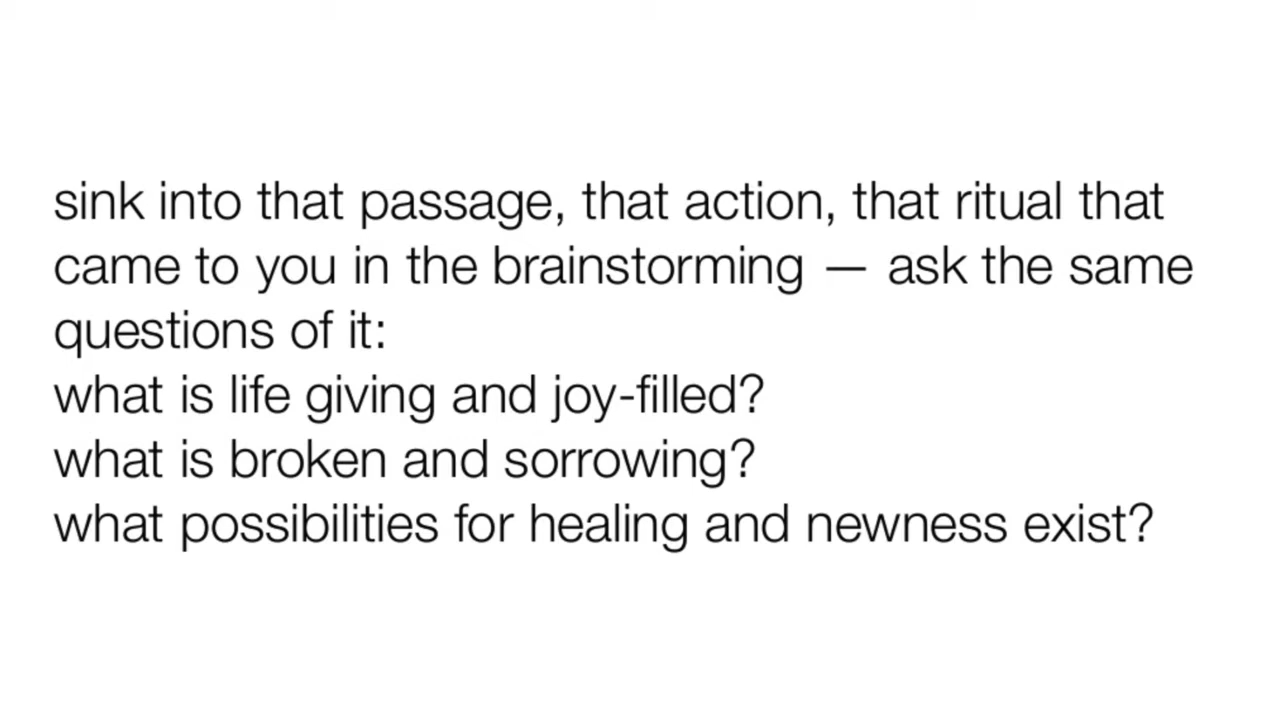 sink into that passage, that action, that ritual that
came to you in the brainstorming — ask the same
questions of it:
what is life giving and joy-filled?
what is broken and sorrowing?
what possibilities for healing and newness exist?